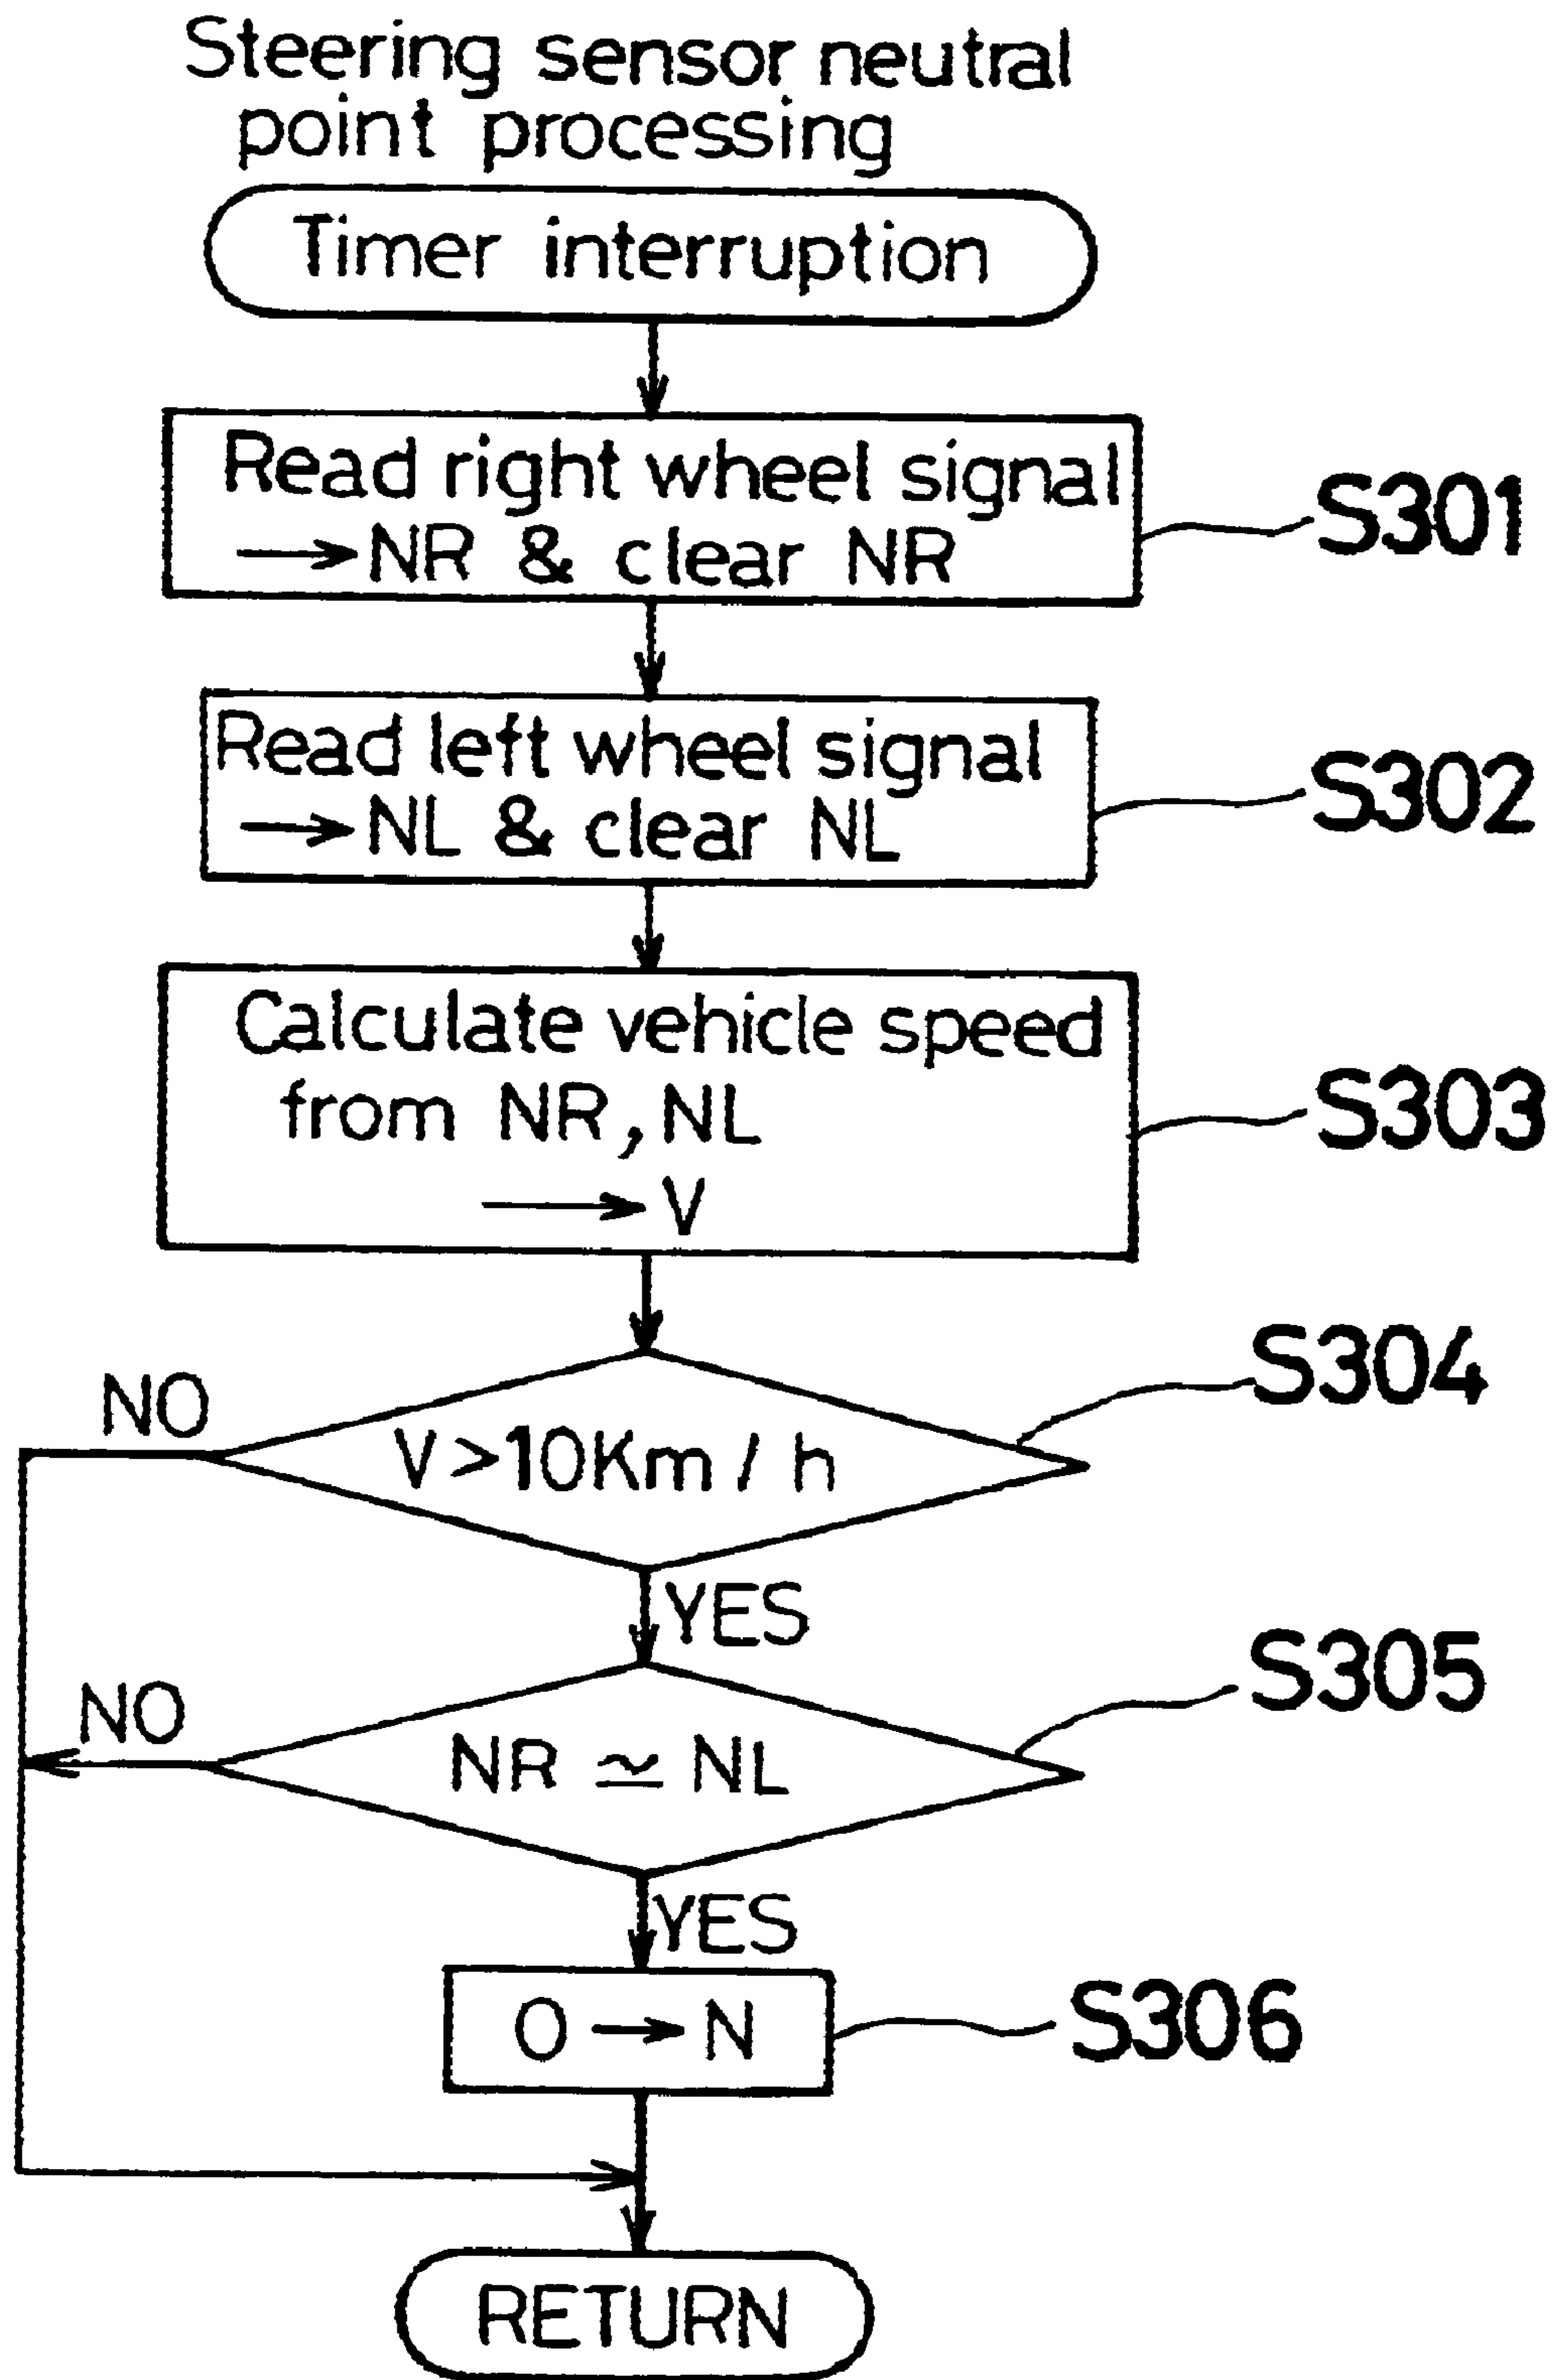 Steering sensor neutral
point processing
Timer interruption
Read right wheel signal
→NR & clear NR
S301
Read left wheel signal
→NL & clear NL
S302
Calculate vehicle speed
from NR, NL
→V
S303
S304
NO
V>10Km/h
YES
S305
NO
NR ≃ NL
YES
O→N
S306
RETURN